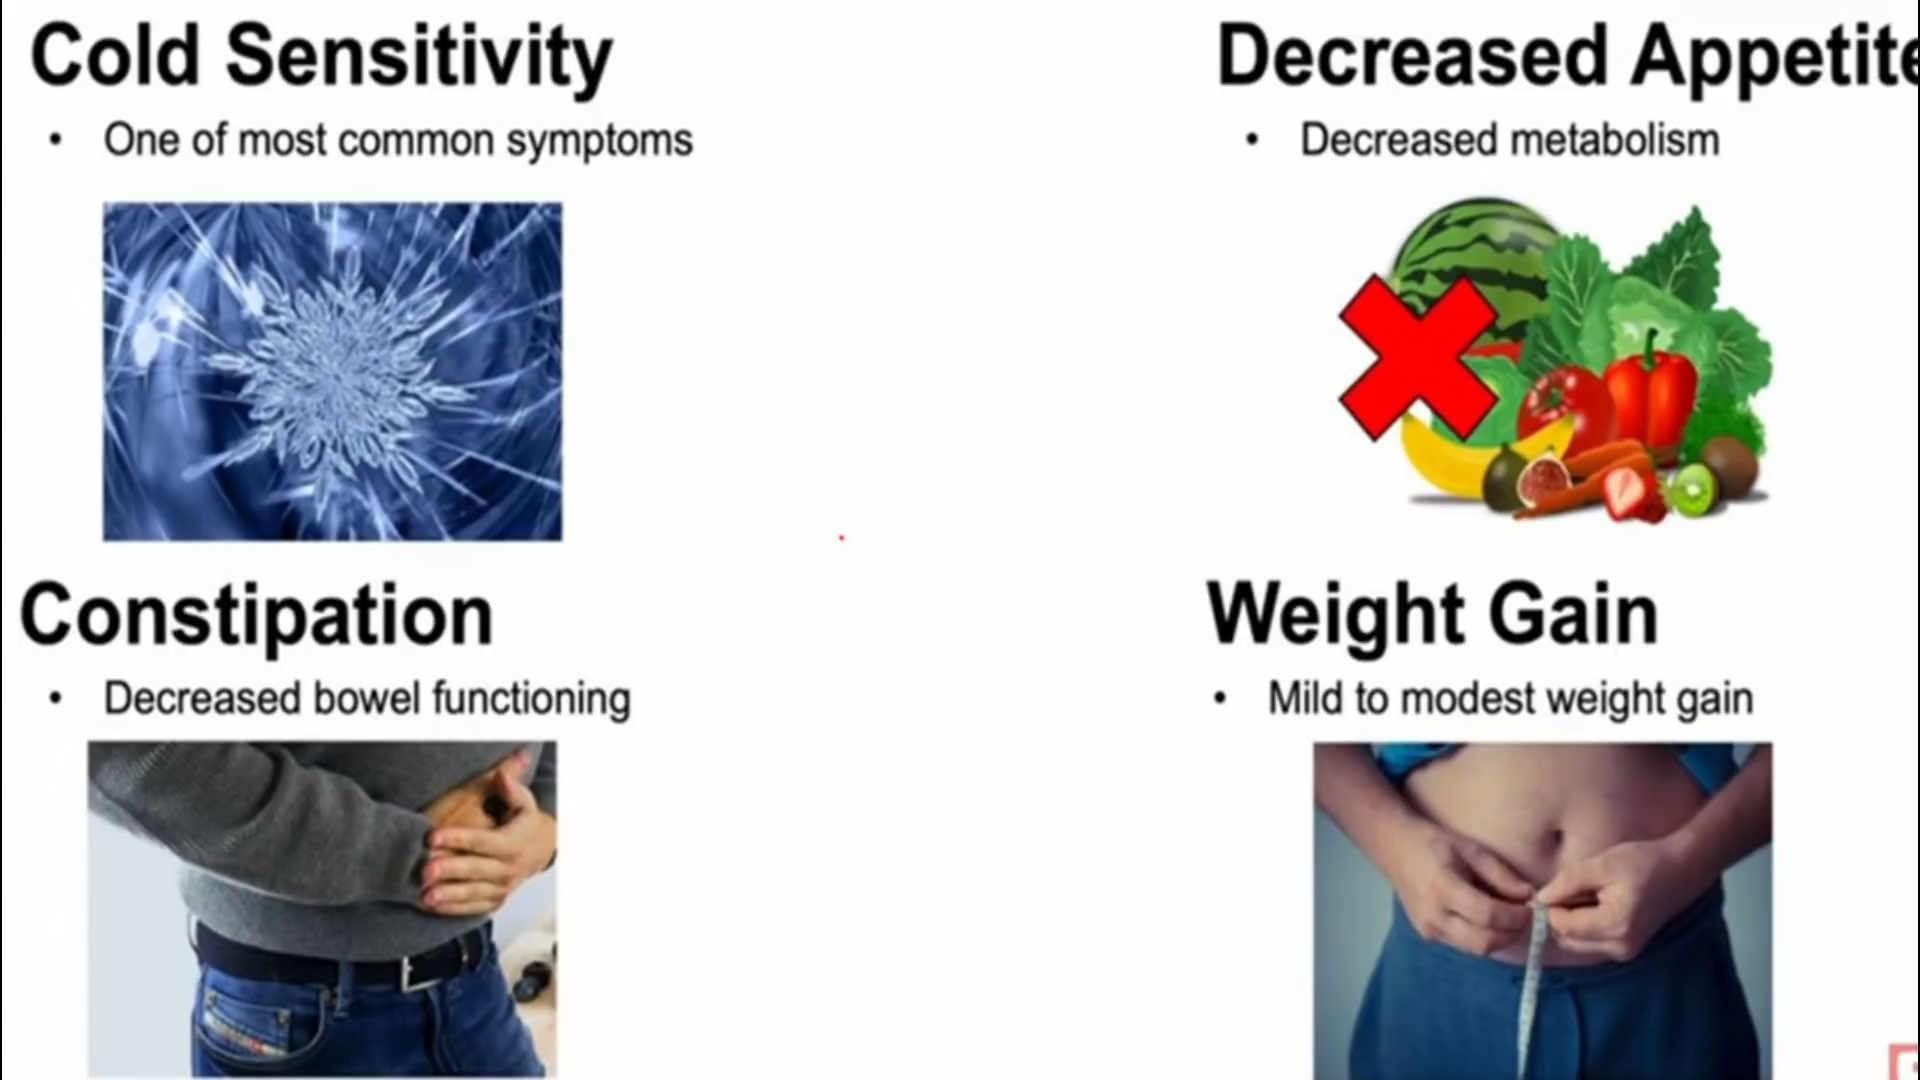 Cold Sensitivity
• One of most common symptoms
Decreased Appetite
• Decreased metabolism
Constipation
• Decreased bowel functioning
Weight Gain
• Mild to modest weight gain